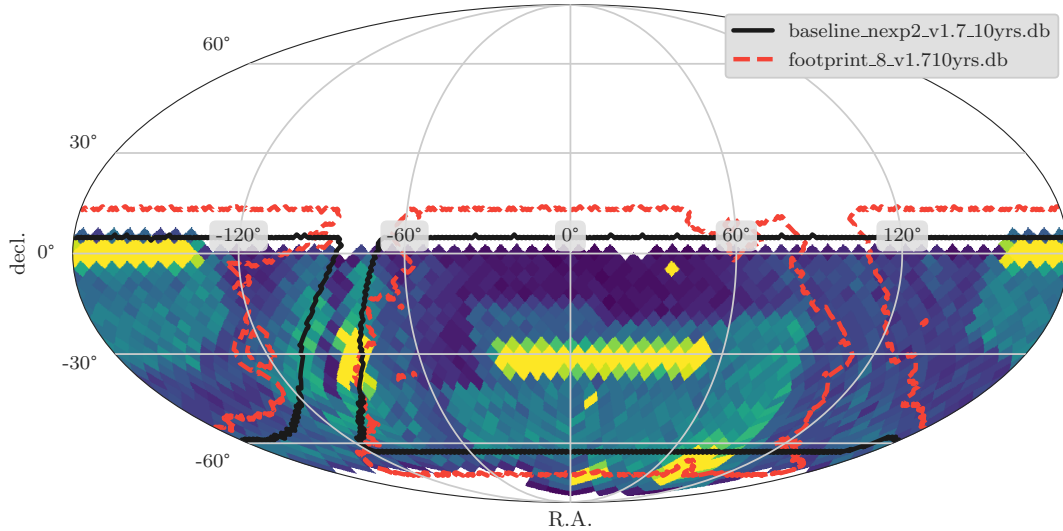 baseline_nexp2_v1.7_10yrs.db
footprint_8_v1.710yrs.db
60°
30°
0°
-30°
-60°
-120°
-60°
0°
60°
120°
decl.
R.A.